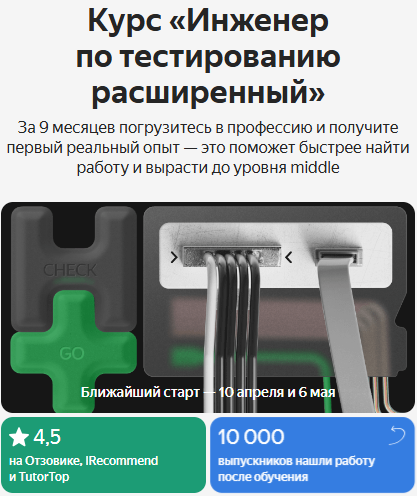 Курс «Инженер
по тестированию
расширенный»
За 9 месяцев погрузитесь в профессию и получите
первый реальный опыт — это поможет быстрее найти
работу и вырасти до уровня middle
CHECK
GO
Ближайший старт — 10 апреля и 6 мая
4,5
на Отзовике, IRecommend
и TutorTop
10 000
выпускников нашли работу
после обучения